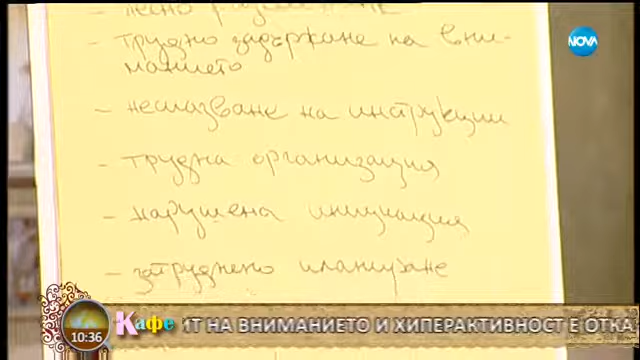 лесно
- трудно задържане на вни-
манието
- неспазване на инструкции
- трудна организация
- нарушена инициация
- затруднено планиране
NOVA
10:36
Кафе
ИТ НА ВНИМАНИЕТО И ХИПЕРАКТИВНОСТ Е ОТКА